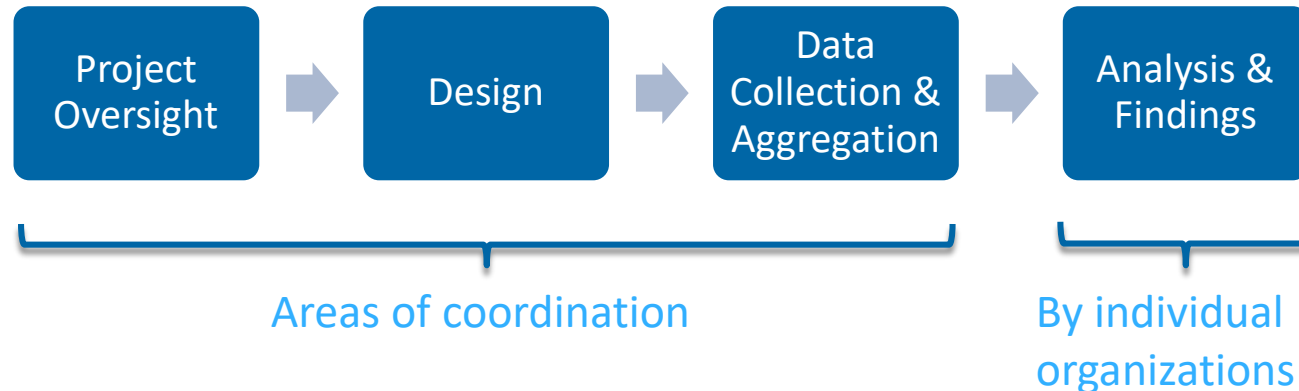 Project
Oversight
Design
Data
Collection &
Aggregation
Analysis &
Findings
Areas of coordination
By individual
organizations